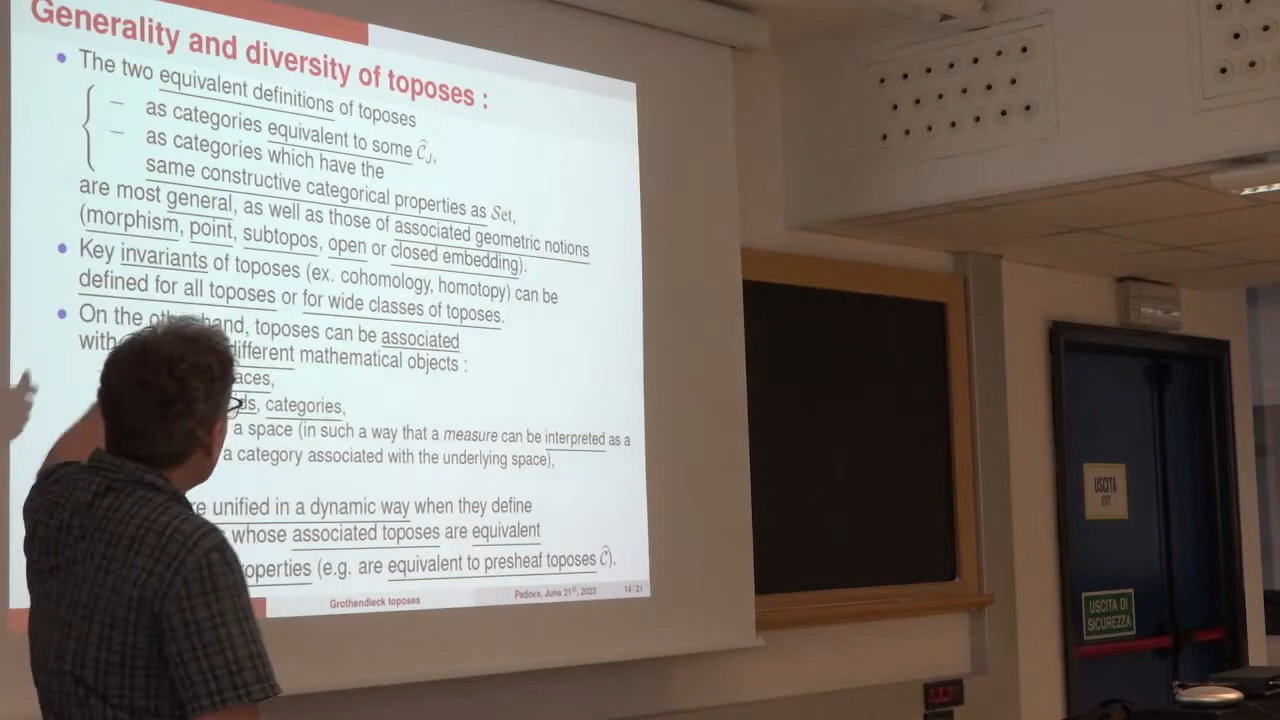 Generality and diversity of toposes :
• The two equivalent definitions of toposes
– as categories equivalent to some Ĉ_J,
– as categories which have the
same constructive categorical properties as Set,
are most general, as well as those of associated geometric notions
(morphism, point, subtopos, open or closed embedding).
• Key invariants of toposes (ex. cohomology, homotopy) can be
defined for all toposes or for wide classes of toposes.
• On the other hand, toposes can be associated
with different mathematical objects :
aces,
ds, categories,
a space (in such a way that a measure can be interpreted as a
a category associated with the underlying space),
re unified in a dynamic way when they define
whose associated toposes are equivalent
operties (e.g. are equivalent to presheaf toposes Ĉ).
Grothendieck toposes
Padova, June 21st, 2023
14/21
USCITA
EXIT
USCITA DI
SICUREZZA